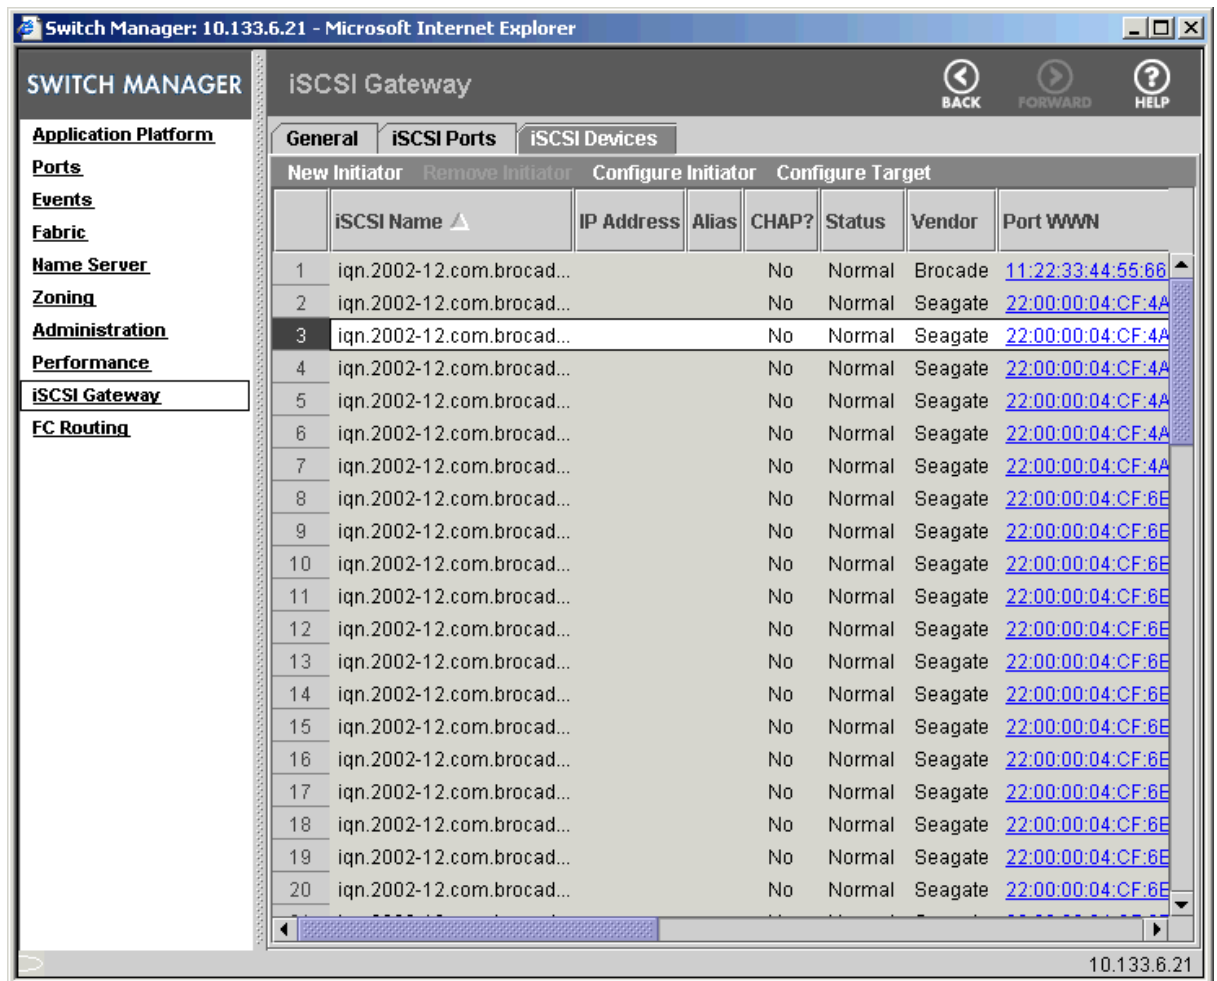 Switch Manager: 10.133.6.21 - Microsoft Internet Explorer
SWITCH MANAGER
iSCSI Gateway
BACK
FORWARD
HELP
Application Platform
Ports
Events
Fabric
Name Server
Zoning
Administration
Performance
iSCSI Gateway
FC Routing
General iSCSI Ports iSCSI Devices
New Initiator Remove Initiator Configure Initiator Configure Target
iSCSI Name IP Address Alias CHAP? Status Vendor Port WWN
1 iqn.2002-12.com.brocad... No Normal Brocade 11:22:33:44:55:66
2 iqn.2002-12.com.brocad... No Normal Seagate 22:00:00:04:CF:4A
3 iqn.2002-12.com.brocad... No Normal Seagate 22:00:00:04:CF:4A
4 iqn.2002-12.com.brocad... No Normal Seagate 22:00:00:04:CF:4A
5 iqn.2002-12.com.brocad... No Normal Seagate 22:00:00:04:CF:4A
6 iqn.2002-12.com.brocad... No Normal Seagate 22:00:00:04:CF:4A
7 iqn.2002-12.com.brocad... No Normal Seagate 22:00:00:04:CF:4A
8 iqn.2002-12.com.brocad... No Normal Seagate 22:00:00:04:CF:6E
9 iqn.2002-12.com.brocad... No Normal Seagate 22:00:00:04:CF:6E
10 iqn.2002-12.com.brocad... No Normal Seagate 22:00:00:04:CF:6E
11 iqn.2002-12.com.brocad... No Normal Seagate 22:00:00:04:CF:6E
12 iqn.2002-12.com.brocad... No Normal Seagate 22:00:00:04:CF:6E
13 iqn.2002-12.com.brocad... No Normal Seagate 22:00:00:04:CF:6E
14 iqn.2002-12.com.brocad... No Normal Seagate 22:00:00:04:CF:6E
15 iqn.2002-12.com.brocad... No Normal Seagate 22:00:00:04:CF:6E
16 iqn.2002-12.com.brocad... No Normal Seagate 22:00:00:04:CF:6E
17 iqn.2002-12.com.brocad... No Normal Seagate 22:00:00:04:CF:6E
18 iqn.2002-12.com.brocad... No Normal Seagate 22:00:00:04:CF:6E
19 iqn.2002-12.com.brocad... No Normal Seagate 22:00:00:04:CF:6E
20 iqn.2002-12.com.brocad... No Normal Seagate 22:00:00:04:CF:6E
10.133.6.21